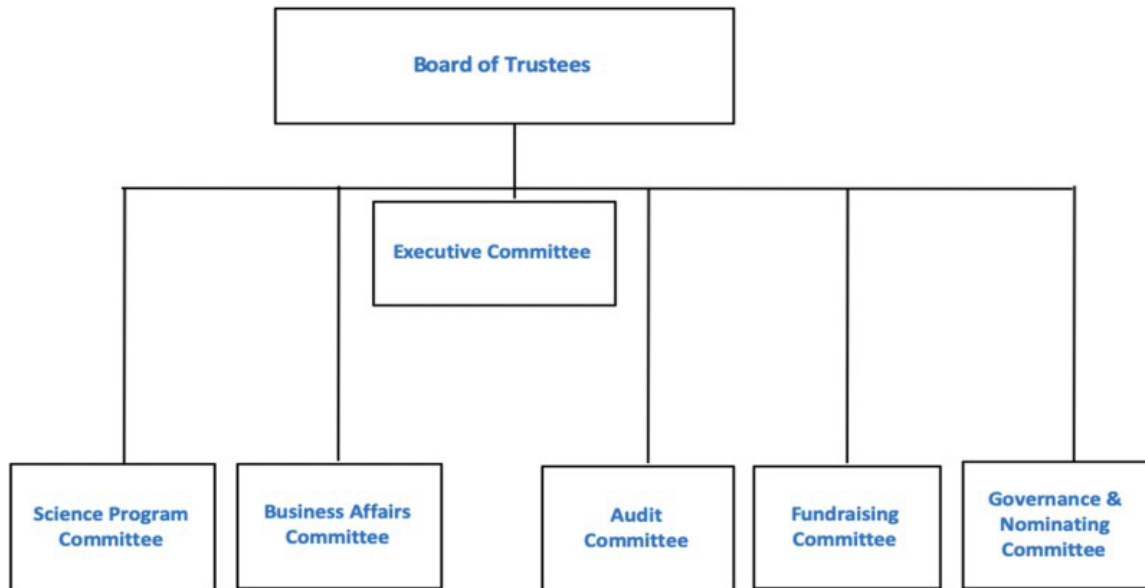 Board of Trustees
Executive Committee
Science Program
Committee
Business Affairs
Committee
Audit
Committee
Fundraising
Committee
Governance &
Nominating
Committee